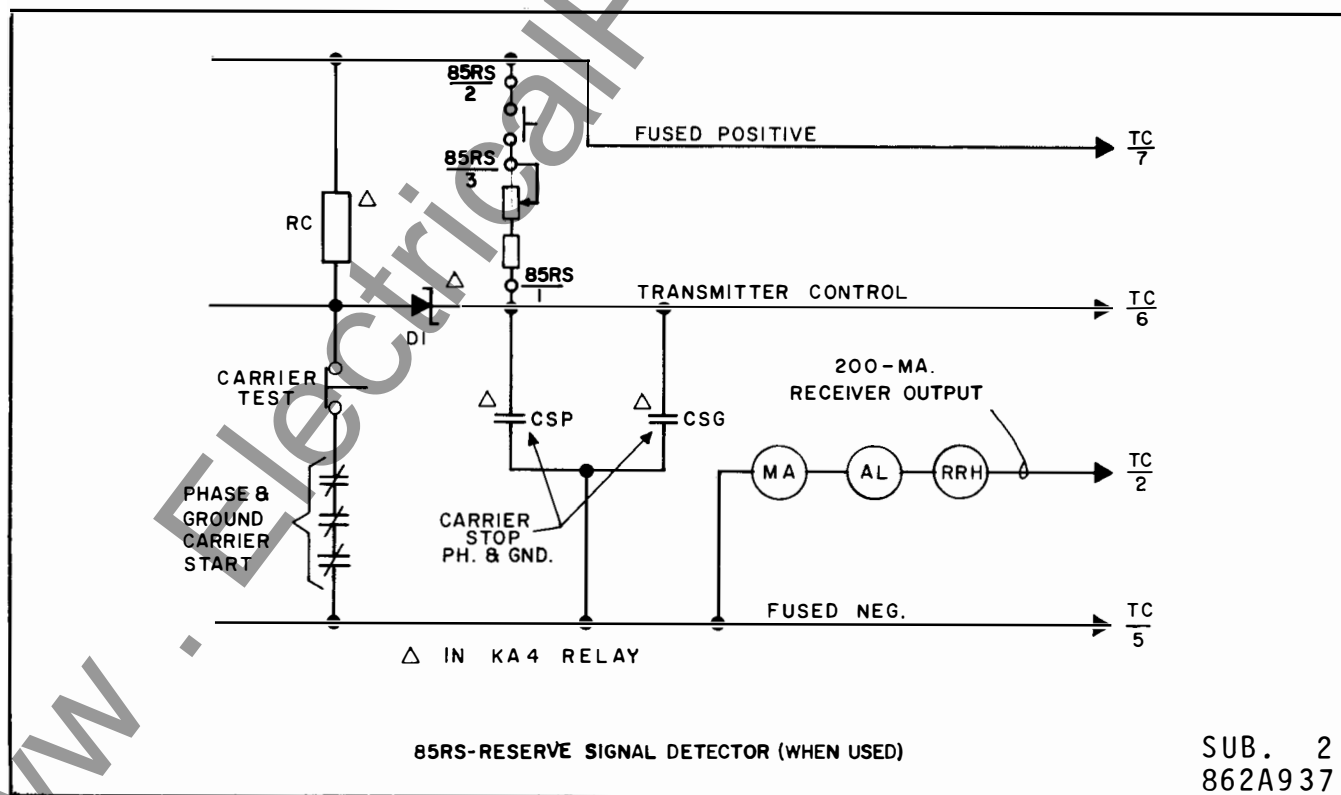 85RS
2
FUSED POSITIVE
TC
7
85RS
3
△
RC
△
85RS
1
TRANSMITTER CONTROL
TC
6
D1
CARRIER
TEST
200-MA.
RECEIVER OUTPUT
△
CSP
△
CSG
MA
AL
RRH
TC
2
PHASE &
GROUND
CARRIER
START
CARRIER
STOP
PH. & GND.
FUSED NEG.
TC
5
△ IN KA4 RELAY
85RS-RESERVE SIGNAL DETECTOR (WHEN USED)
SUB. 2
862A937
w . Electrical